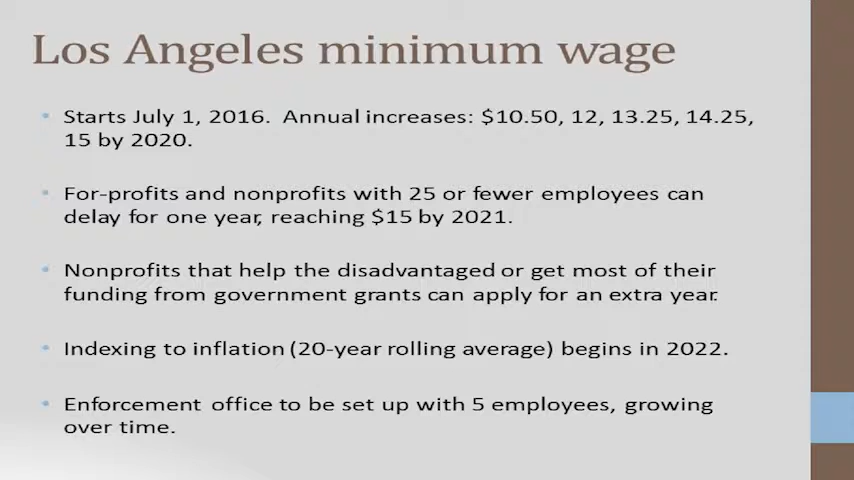 Los Angeles minimum wage
• Starts July 1, 2016. Annual increases: $10.50, 12, 13.25, 14.25,
15 by 2020.
• For-profits and nonprofits with 25 or fewer employees can
delay for one year, reaching $15 by 2021.
• Nonprofits that help the disadvantaged or get most of their
funding from government grants can apply for an extra year.
• Indexing to inflation (20-year rolling average) begins in 2022.
• Enforcement office to be set up with 5 employees, growing
over time.